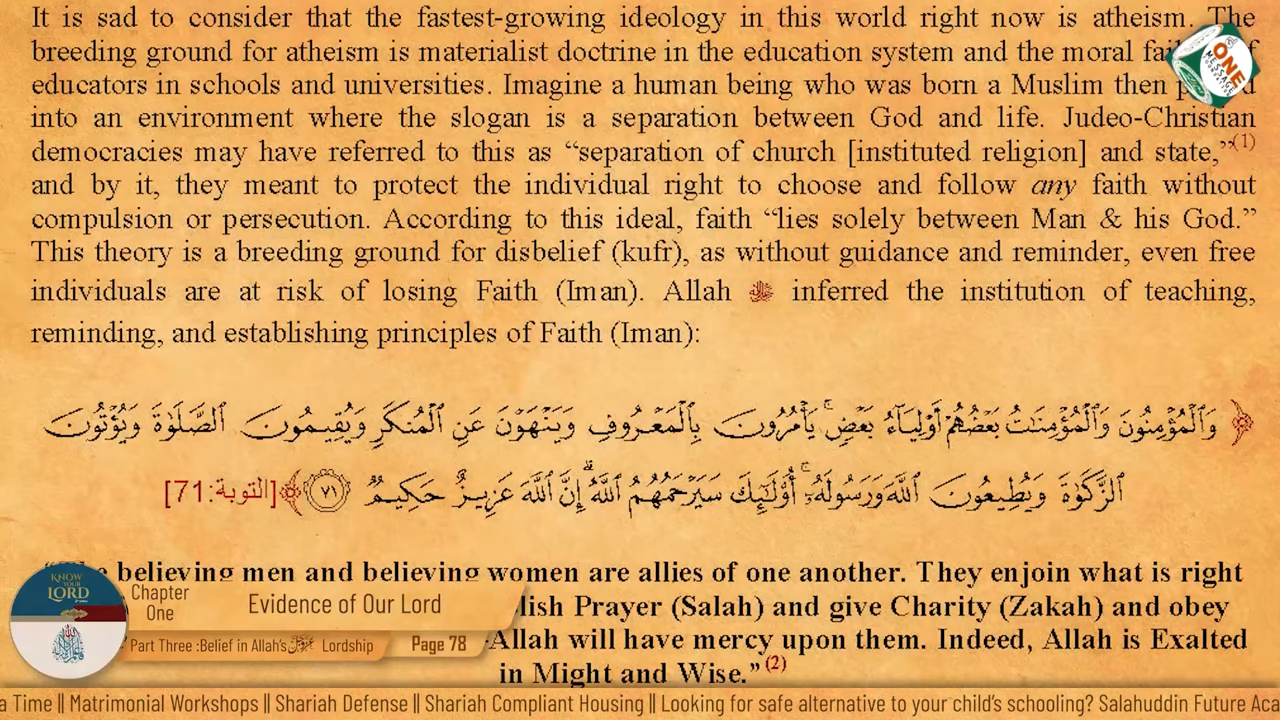 It is sad to consider that the fastest-growing ideology in this world right now is atheism. The
breeding ground for atheism is materialist doctrine in the education system and the moral
educators in schools and universities. Imagine a human being who was born a Muslim then
into an environment where the slogan is a separation between God and life. Judeo-Christian
democracies may have referred to this as “separation of church [instituted religion] and state,”(1)
and by it, they meant to protect the individual right to choose and follow any faith without
compulsion or persecution. According to this ideal, faith “lies solely between Man & his God.”
This theory is a breeding ground for disbelief (kufr), as without guidance and reminder, even free
individuals are at risk of losing Faith (Iman). Allah inferred the institution of teaching,
reminding, and establishing principles of Faith (Iman):
﴿وَٱلۡمُؤۡمِنُونَ وَٱلۡمُؤۡمِنَٰتُ بَعۡضُهُمۡ أَوۡلِيَآءُ بَعۡضٖۚ يَأۡمُرُونَ بِٱلۡمَعۡرُوفِ وَيَنۡهَوۡنَ عَنِ ٱلۡمُنكَرِ وَيُقِيمُونَ ٱلصَّلَوٰةَ وَيُؤۡتُونَ
ٱلزَّكَوٰةَ وَيُطِيعُونَ ٱللَّهَ وَرَسُولَهُۥٓۚ أُوْلَٰٓئِكَ سَيَرۡحَمُهُمُ ٱللَّهُۗ إِنَّ ٱللَّهَ عَزِيزٌ حَكِيمٞ ٧١﴾ [التوبة:71]
believing men and believing women are allies of one another. They enjoin what is right
Prayer (Salah) and give Charity (Zakah) and obey
Allah will have mercy upon them. Indeed, Allah is Exalted
in Might and Wise.”(2)
ONE
MESSAGE
KNOW
YOUR
LORD
Chapter
One
Evidence of Our Lord
Part Three :Belief in Allah's Lordship
Page 78
a Time || Matrimonial Workshops || Shariah Defense || Shariah Compliant Housing || Looking for safe alternative to your child's schooling? Salahuddin Future